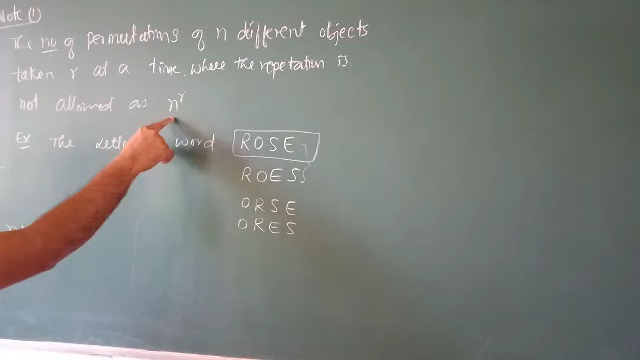 Note (1)
The no of permutations of n different objects
taken r at a time where the repetation is
not allowed as n^r
Ex The word ROSE
ROES
ORSE
ORES